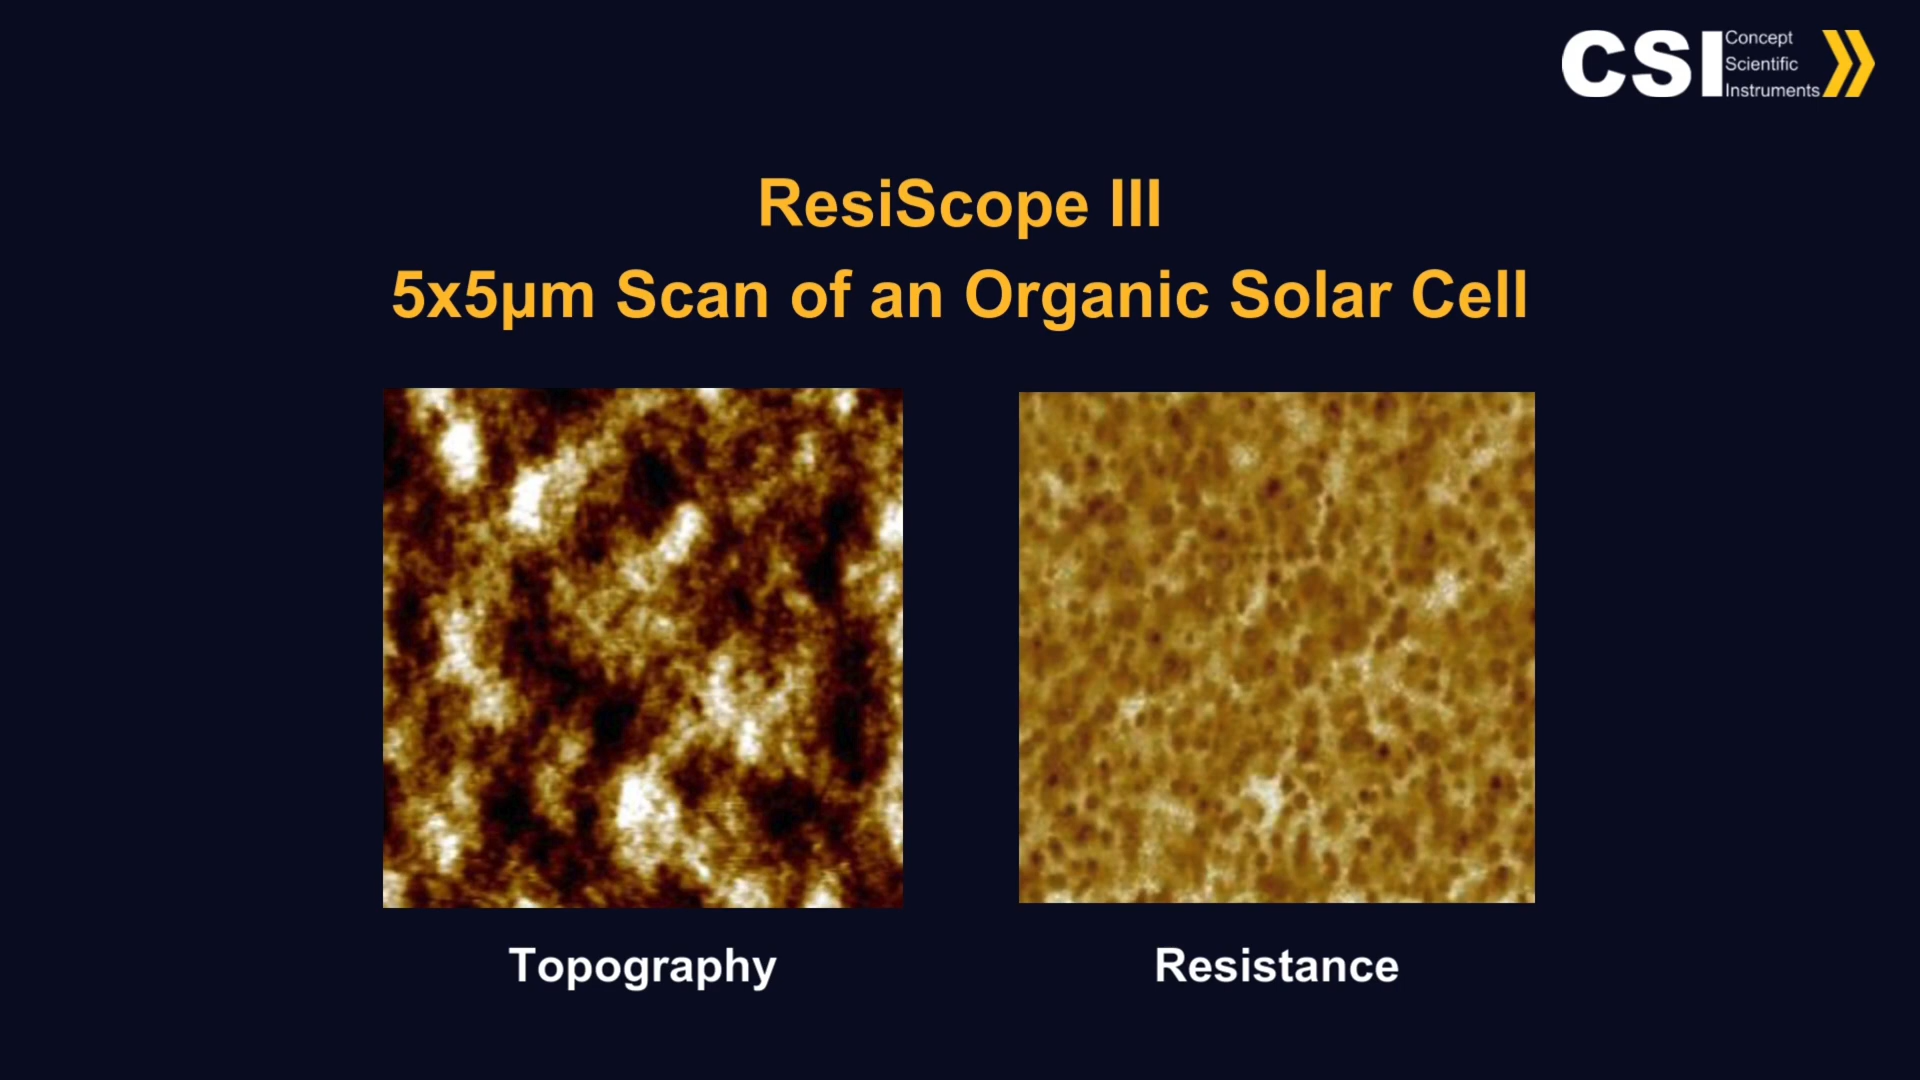 CSI
Concept
Scientific
Instruments
ResiScope III
5x5μm Scan of an Organic Solar Cell
Topography
Resistance